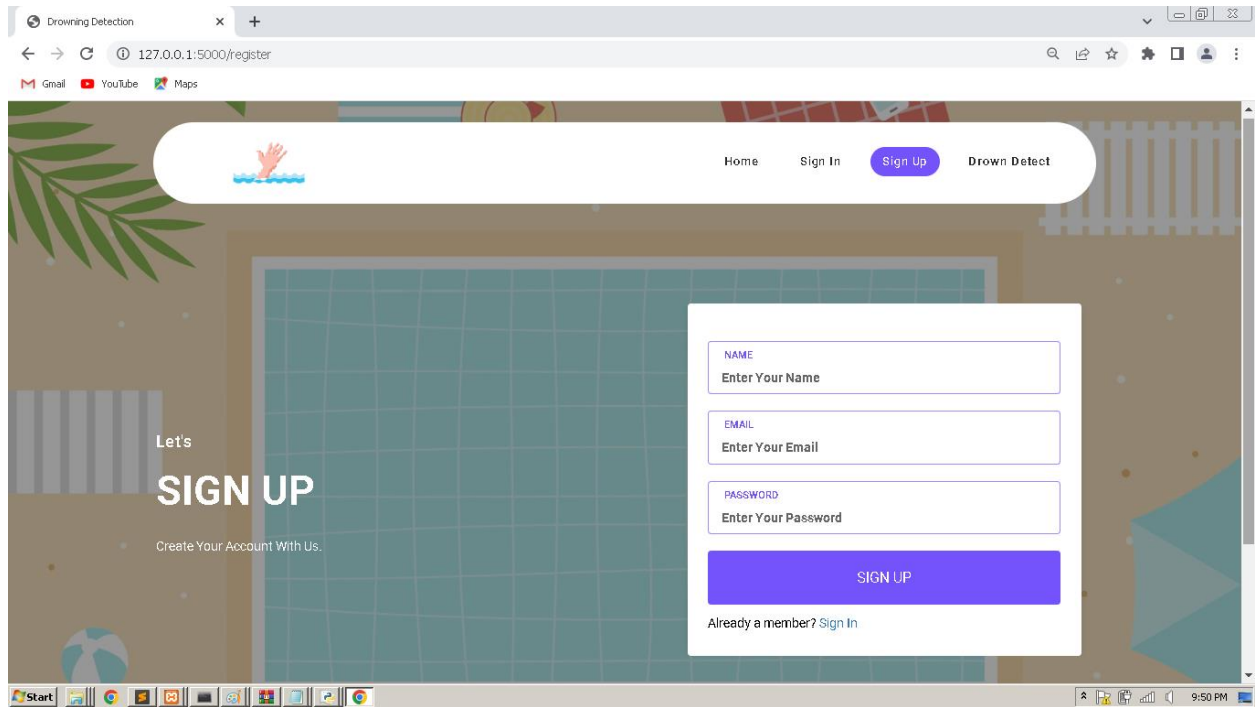 Drowning Detection
127.0.0.1:5000/register
Gmail YouTube Maps
Home Sign In Sign Up Drown Detect
Let's
SIGN UP
Create Your Account With Us.
NAME
Enter Your Name
EMAIL
Enter Your Email
PASSWORD
Enter Your Password
SIGN UP
Already a member? Sign In
Start 9:50 PM